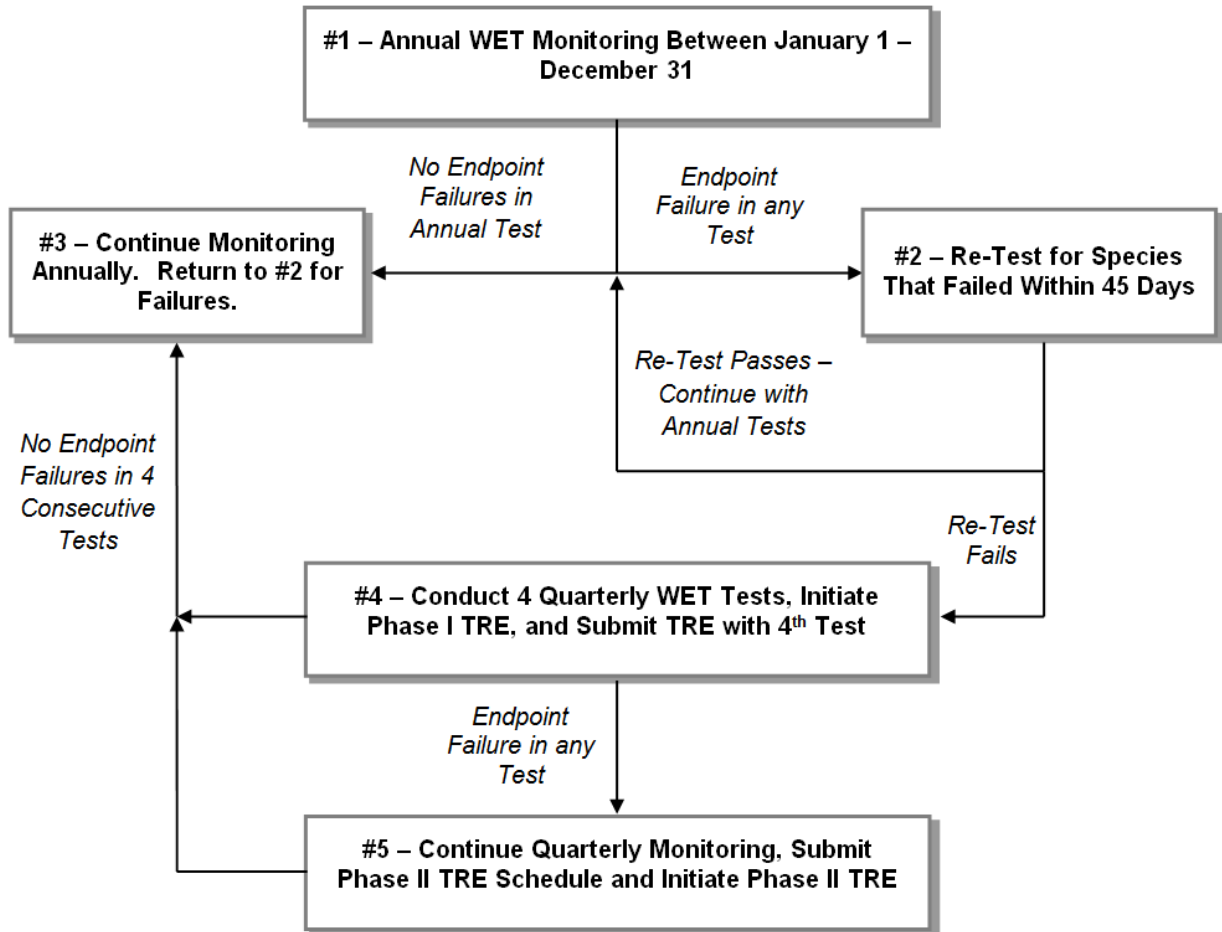 #1 – Annual WET Monitoring Between January 1 –
December 31
No Endpoint
Failures in
Annual Test
Endpoint
Failure in any
Test
#3 – Continue Monitoring
Annually. Return to #2 for
Failures.
#2 – Re-Test for Species
That Failed Within 45 Days
Re-Test Passes –
Continue with
Annual Tests
No Endpoint
Failures in 4
Consecutive
Tests
Re-Test
Fails
#4 – Conduct 4 Quarterly WET Tests, Initiate
Phase I TRE, and Submit TRE with 4th Test
Endpoint
Failure in any
Test
#5 – Continue Quarterly Monitoring, Submit
Phase II TRE Schedule and Initiate Phase II TRE